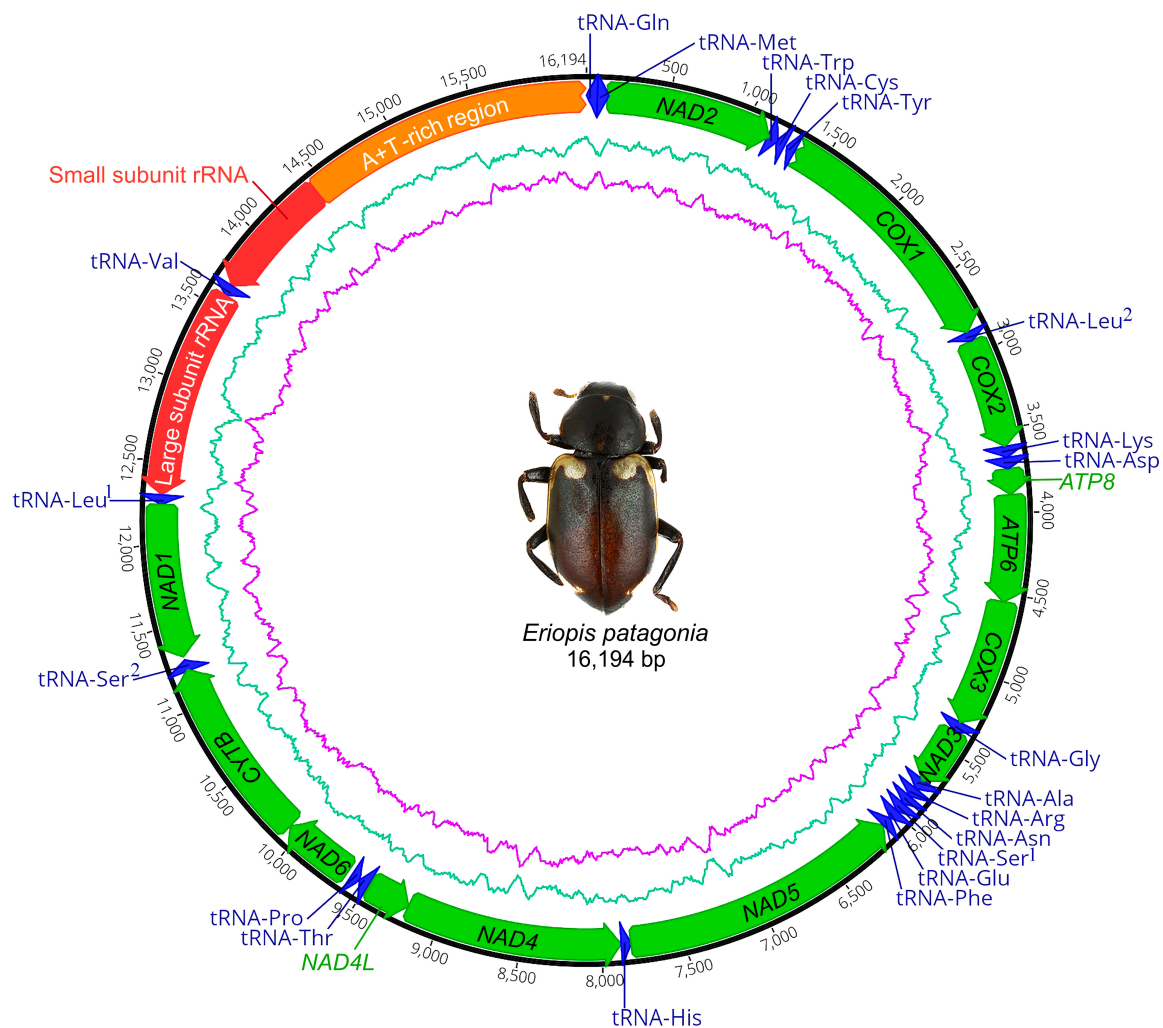 tRNA-Gln
tRNA-Met
tRNA-Trp
tRNA-Cys
tRNA-Tyr
16,194
500
1,000
1,500
2,000
2,500
3,000
3,500
4,000
4,500
5,000
5,500
6,000
6,500
7,000
7,500
8,000
8,500
9,000
9,500
10,000
10,500
11,000
11,500
12,000
12,500
13,000
13,500
14,000
14,500
15,000
15,500
NAD2
COX1
tRNA-Leu2
COX2
tRNA-Lys
tRNA-Asp
ATP8
ATP6
COX3
tRNA-Gly
NAD3
tRNA-Ala
tRNA-Arg
tRNA-Asn
tRNA-Ser1
tRNA-Glu
tRNA-Phe
NAD5
tRNA-His
NAD4
NAD4L
tRNA-Thr
tRNA-Pro
NAD6
CYTB
tRNA-Ser2
NAD1
tRNA-Leu1
Large subunit rRNA
tRNA-Val
Small subunit rRNA
A+T-rich region
Eriopis patagonia
16,194 bp